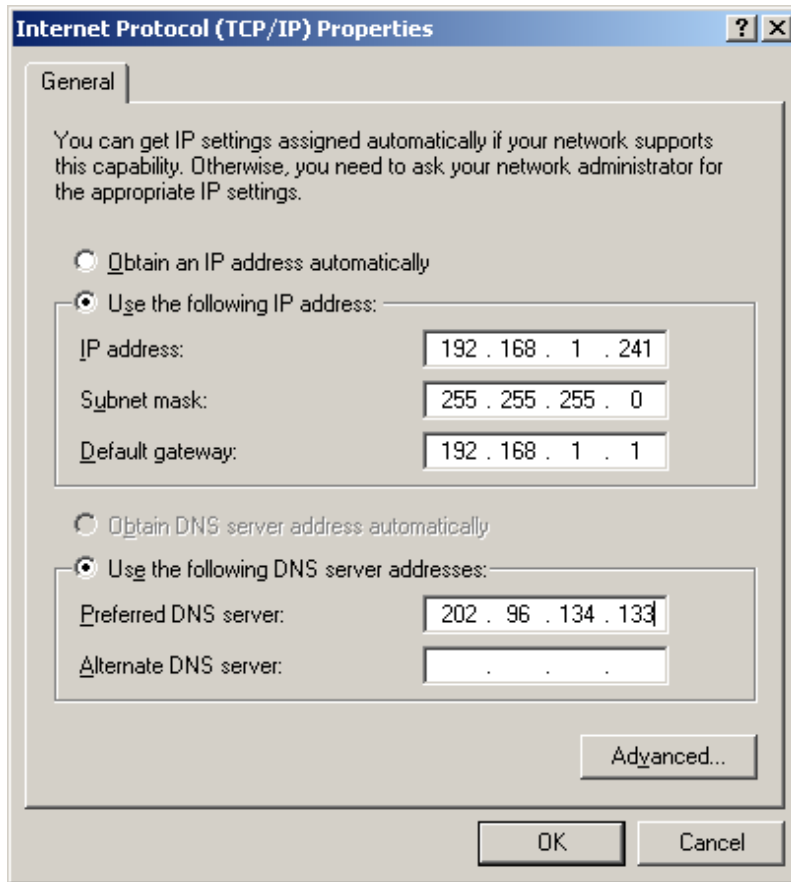 Internet Protocol (TCP/IP) Properties
General
You can get IP settings assigned automatically if your network supports
this capability. Otherwise, you need to ask your network administrator for
the appropriate IP settings.
Obtain an IP address automatically
Use the following IP address:
IP address: 192 . 168 . 1 . 241
Subnet mask: 255 . 255 . 255 . 0
Default gateway: 192 . 168 . 1 . 1
Obtain DNS server address automatically
Use the following DNS server addresses:
Preferred DNS server: 202 . 96 . 134 . 133
Alternate DNS server: . . .
Advanced...
OK Cancel